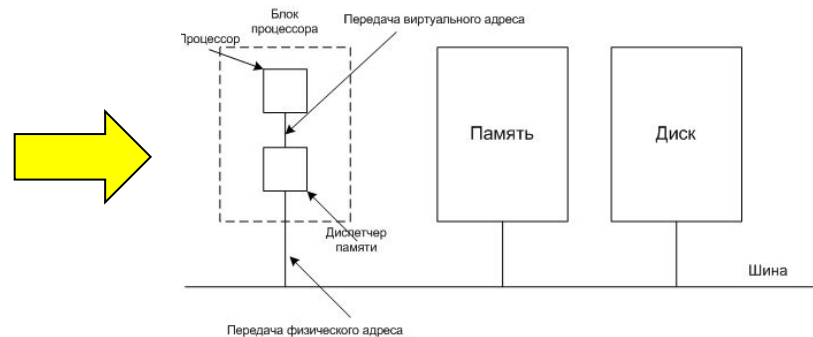 Блок
процессора
Передача виртуального адреса
Процессор
Память
Диск
Диспетчер
памяти
Шина
Передача физического адреса